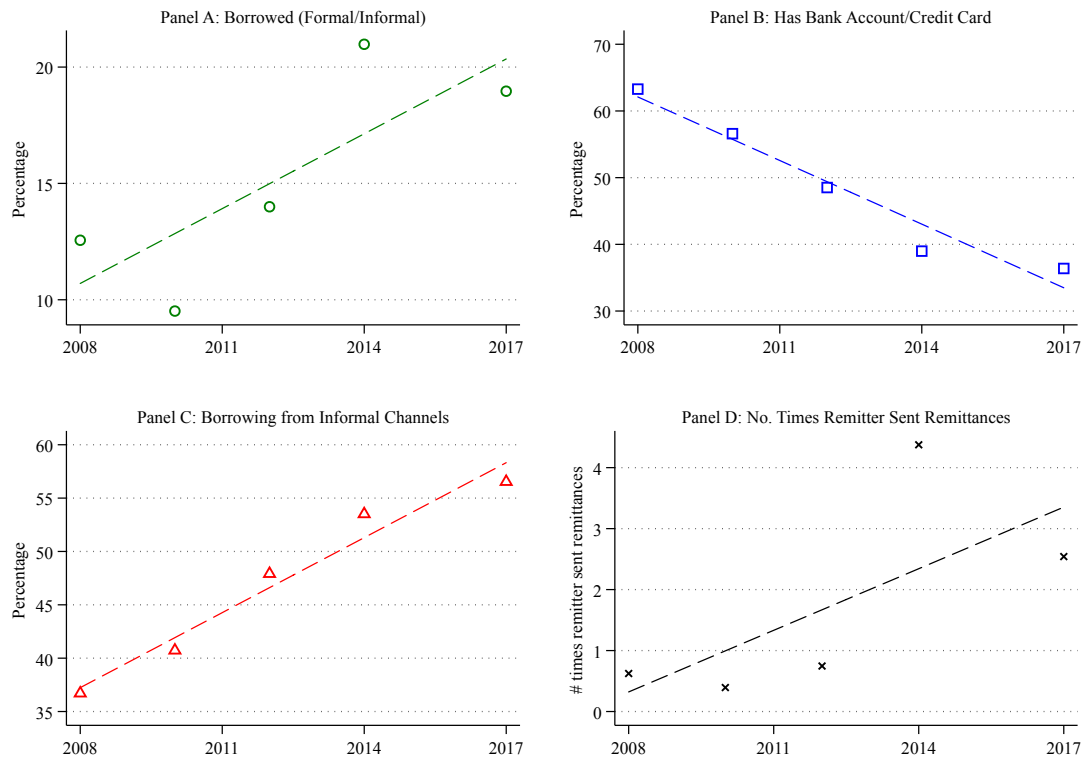 Panel A: Borrowed (Formal/Informal)
Percentage
20
15
10
2008 2011 2014 2017
Panel B: Has Bank Account/Credit Card
Percentage
70
60
50
40
30
2008 2011 2014 2017
Panel C: Borrowing from Informal Channels
Percentage
60
55
50
45
40
35
2008 2011 2014 2017
Panel D: No. Times Remitter Sent Remittances
# times remitter sent remittances
4
3
2
1
0
2008 2011 2014 2017